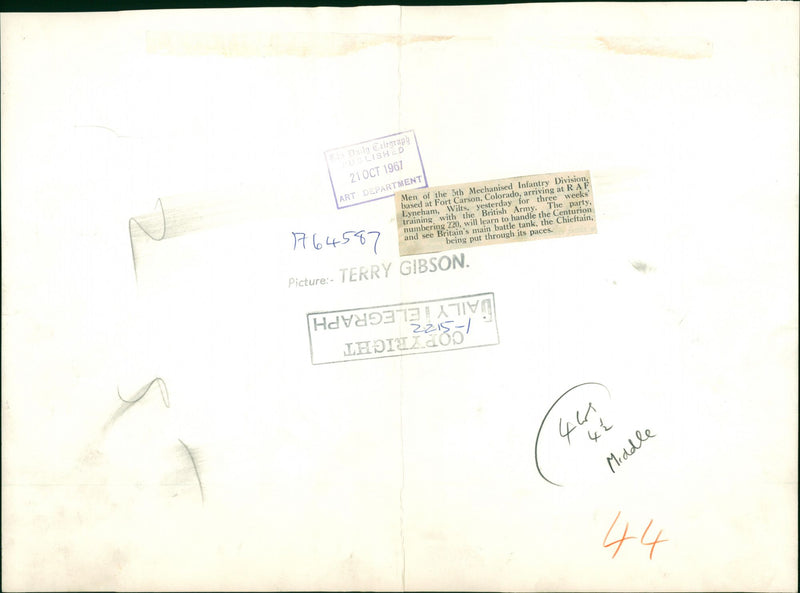 The Daily Telegraph
PUBLISHED
21 OCT 1967
ART DEPARTMENT
Men of the 5th Mechanised Infantry Division,
based at Fort Carson, Colorado, arriving at R A F
Lyneham, Wilts, yesterday for three weeks'
training with the British Army. The party,
numbering 220, will learn to handle the Centurion
and see Britain's main battle tank, the Chieftain,
being put through its paces.
A64587
Picture:- TERRY GIBSON.
COPYRIGHT
DAILY TELEGRAPH
2215-1
4½
Middle
44